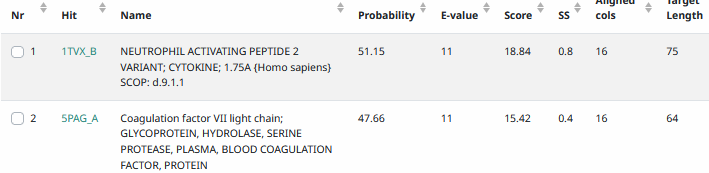 Aligned Target
Nr Hit Name Probability E-value Score SS cols Length
1 1TVX_B NEUTROPHIL ACTIVATING PEPTIDE 2 51.15 11 18.84 0.8 16 75
VARIANT; CYTOKINE; 1.75A {Homo sapiens}
SCOP: d.9.1.1
2 5PAG_A Coagulation factor VII light chain; 47.66 11 15.42 0.4 16 64
GLYCOPROTEIN, HYDROLASE, SERINE
PROTEASE, PLASMA, BLOOD COAGULATION
FACTOR, PROTEIN